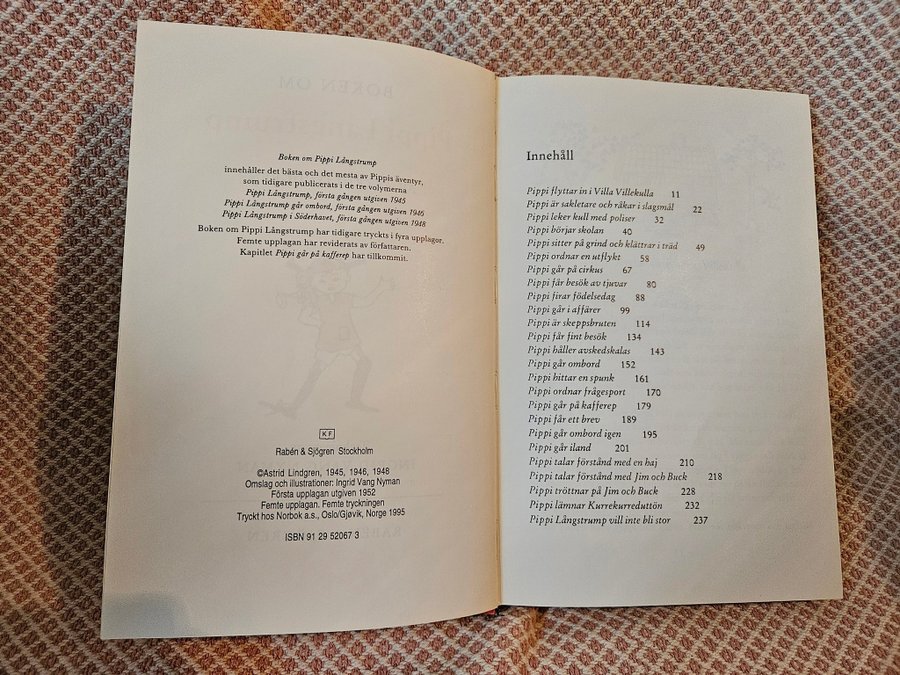 Boken om Pippi Långstrump
innehåller det bästa och det mesta av Pippis äventyr,
som tidigare publicerats i de tre volymerna
Pippi Långstrump, första gången utgiven 1945
Pippi Långstrump går ombord, första gången utgiven 1946
Pippi Långstrump i Söderhavet, första gången utgiven 1948
Boken om Pippi Långstrump har tidigare tryckts i fyra upplagor.
Femte upplagan har reviderats av författaren.
Kapitlet Pippi går på kafferep har tillkommit.
KF
Rabén & Sjögren Stockholm
©Astrid Lindgren, 1945, 1946, 1948
Omslag och illustrationer: Ingrid Vang Nyman
Första upplagan utgiven 1952
Femte upplagan. Femte tryckningen
Tryckt hos Norbok a.s., Oslo/Gjøvik, Norge 1995
ISBN 91 29 52067 3
Innehåll
Pippi flyttar in i Villa Villekulla 11
Pippi är sakletare och råkar i slagsmål 22
Pippi leker kull med poliser 32
Pippi börjar skolan 40
Pippi sitter på grind och klättrar i träd 49
Pippi ordnar en utflykt 58
Pippi går på cirkus 67
Pippi får besök av tjuvar 80
Pippi firar födelsedag 88
Pippi går i affärer 99
Pippi är skeppsbruten 114
Pippi får fint besök 134
Pippi håller avskedskalas 143
Pippi går ombord 152
Pippi hittar en spunk 161
Pippi ordnar frågesport 170
Pippi går på kafferep 179
Pippi får ett brev 189
Pippi går ombord igen 195
Pippi går iland 201
Pippi talar förstånd med en haj 210
Pippi talar förstånd med Jim och Buck 218
Pippi tröttnar på Jim och Buck 228
Pippi lämnar Kurrekurreduttön 232
Pippi Långstrump vill inte bli stor 237